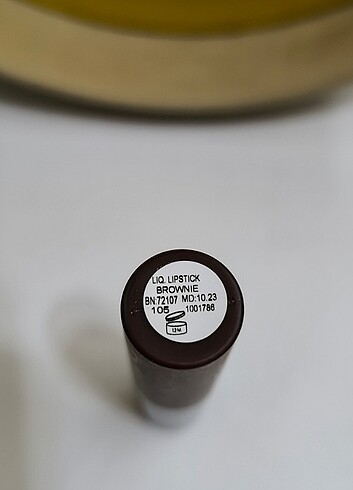 LIQ. LIPSTICK
BROWNIE
BN:72107 MD:10.23
105 1001786
12M